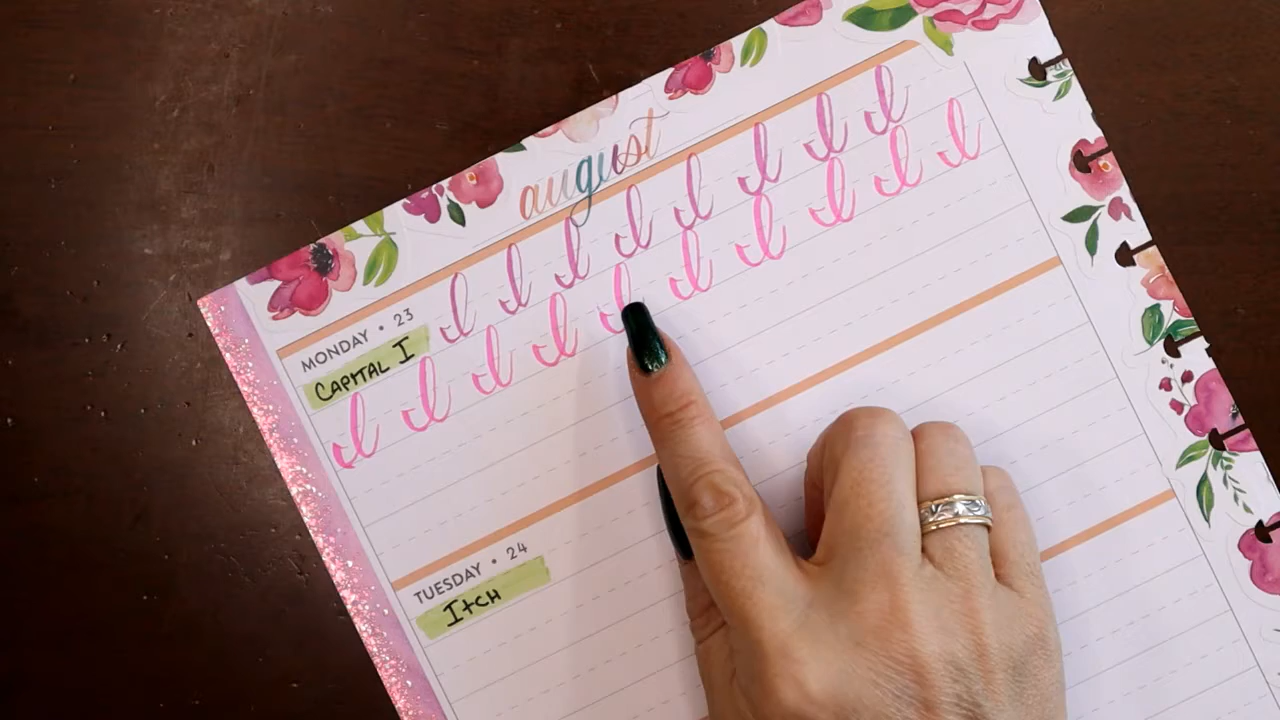 august
MONDAY • 23
CAPITAL I I I I I I I I I
I I I I I I I I I I
TUESDAY • 24
ItCH